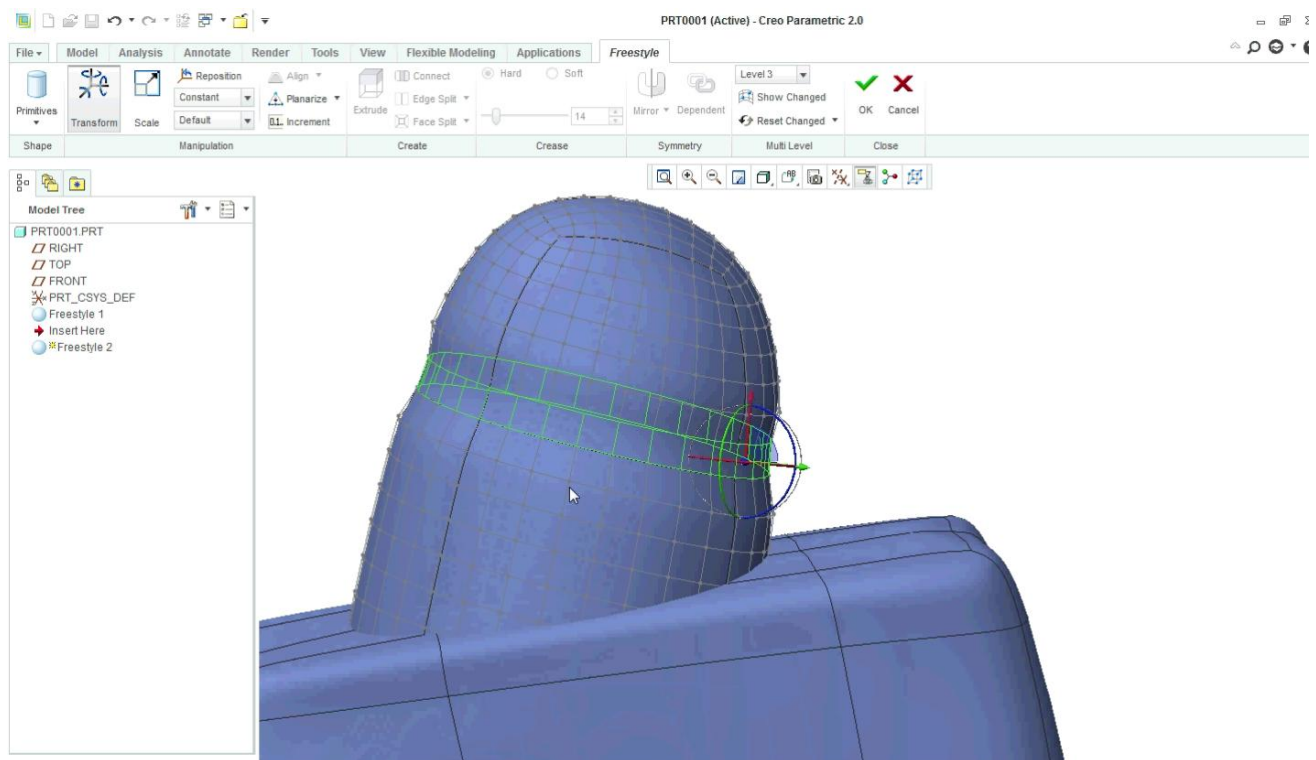 PRT0001 (Active) - Creo Parametric 2.0
File Model Analysis Annotate Render Tools View Flexible Modeling Applications Freestyle
Primitives
Transform
Scale
Reposition
Constant
Default
Align
Planarize
Increment
Extrude
Connect
Edge Split
Face Split
Hard Soft
14
Mirror
Dependent
Level 3
Show Changed
Reset Changed
OK
Cancel
Shape Manipulation Create Crease Symmetry Multi Level Close
Model Tree
PRT0001.PRT
RIGHT
TOP
FRONT
PRT_CSYS_DEF
Freestyle 1
Insert Here
Freestyle 2